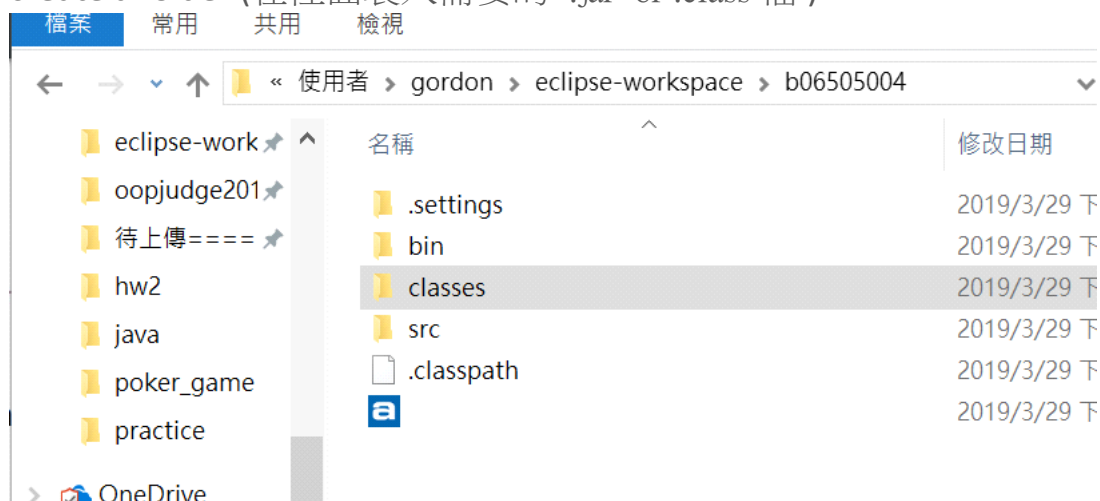 檔案 常用 共用 檢視
« 使用者 > gordon > eclipse-workspace > b06505004
eclipse-work
oopjudge201
待上傳====
hw2
java
poker_game
practice
OneDrive
名稱 修改日期
.settings 2019/3/29 下
bin 2019/3/29 下
classes 2019/3/29 下
src 2019/3/29 下
.classpath 2019/3/29 下
2019/3/29 下